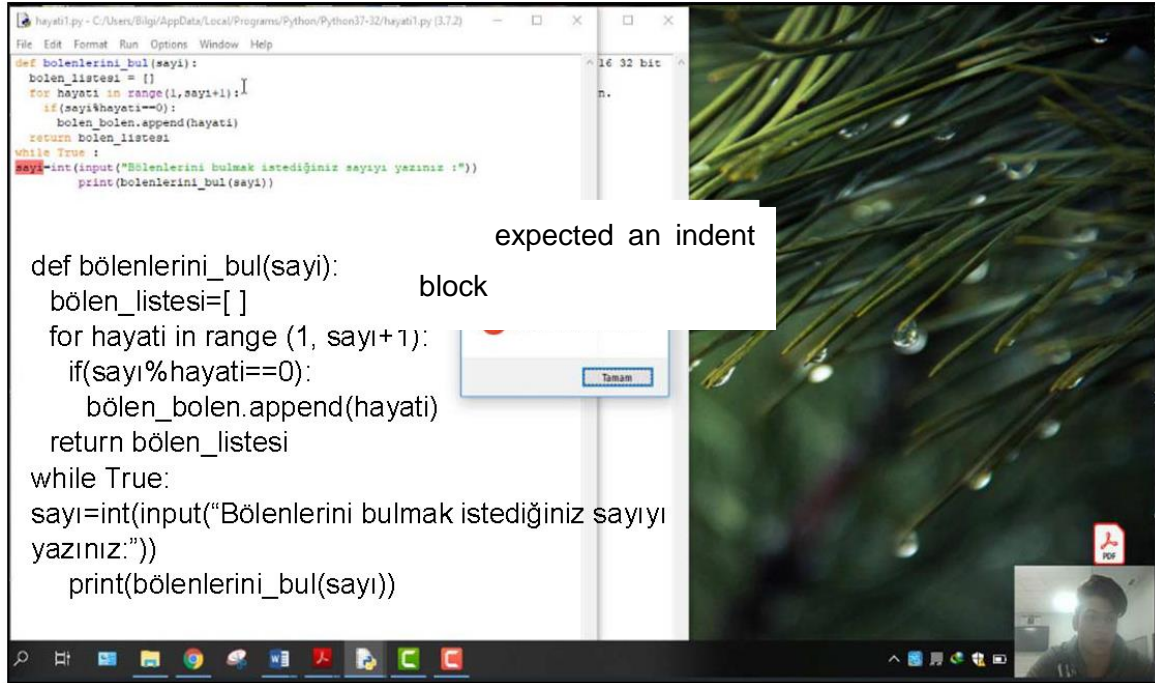 hayati1.py - C:/Users/Bilgi/AppData/Local/Programs/Python/Python37-32/hayati1.py (3.7.2)
File Edit Format Run Options Window Help
def bolenlerini_bul(sayi):
bolen_listesi = []
for hayati in range(1,sayi+1):
if(sayi%hayati==0):
bolen_bolen.append(hayati)
return bolen_listesi
while True :
sayi=int(input("Bölenlerini bulmak istediğiniz sayıyı yazınız :"))
print(bolenlerini_bul(sayi))
16 32 bit
n.
expected an indent
block
Tamam
def bölenlerini_bul(sayi):
bölen_listesi=[ ]
for hayati in range (1, sayı+1):
if(sayı%hayati==0):
bölen_bolen.append(hayati)
return bölen_listesi
while True:
sayı=int(input(“Bölenlerini bulmak istediğiniz sayıyı
yazınız:”))
print(bölenlerini_bul(sayı))
PDF